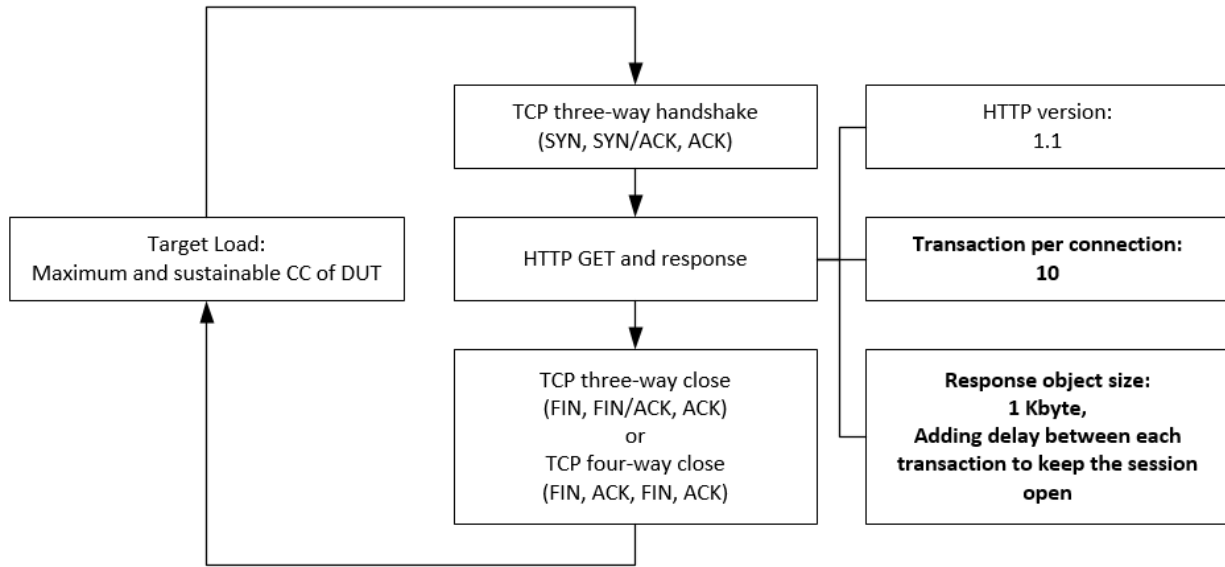 TCP three-way handshake
(SYN, SYN/ACK, ACK)
HTTP version:
1.1
Target Load:
Maximum and sustainable CC of DUT
HTTP GET and response
Transaction per connection:
10
TCP three-way close
(FIN, FIN/ACK, ACK)
or
TCP four-way close
(FIN, ACK, FIN, ACK)
Response object size:
1 Kbyte,
Adding delay between each
transaction to keep the session
open